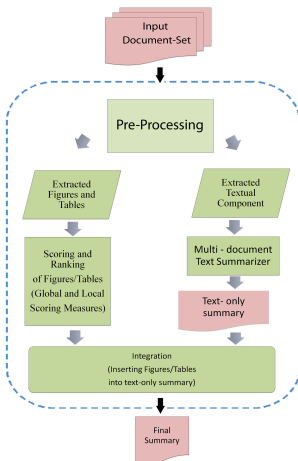 Input
Document-Set
Pre-Processing
Extracted
Figures and
Tables
Extracted
Textual
Component
Scoring and
Ranking
of Figures/Tables
(Global and Local
Scoring Measures)
Multi - document
Text Summarizer
Text- only
summary
Integration
(Inserting Figures/Tables
into text-only summary)
Final
Summary